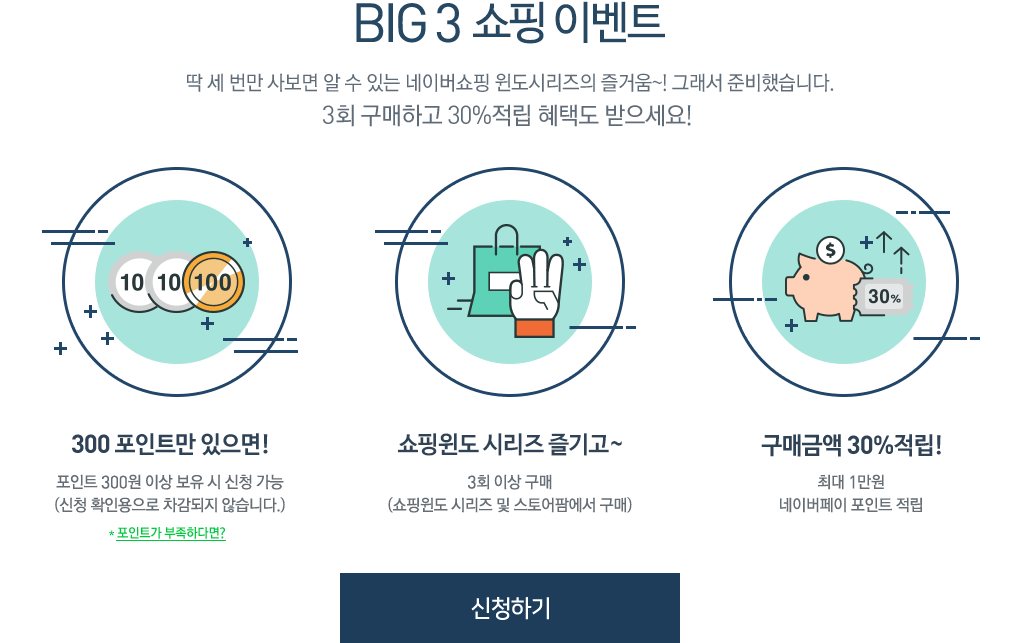 BIG 3 쇼핑 이벤트
딱 세 번만 사보면 알 수 있는 네이버쇼핑 윈도시리즈의 즐거움~! 그래서 준비했습니다.
3회 구매하고 30%적립 혜택도 받으세요!
10 10 100
$
30%
300 포인트만 있으면!
포인트 300원 이상 보유 시 신청 가능
(신청 확인용으로 차감되지 않습니다.)
* 포인트가 부족하다면?
쇼핑윈도 시리즈 즐기고~
3회 이상 구매
(쇼핑윈도 시리즈 및 스토어팜에서 구매)
구매금액 30%적립!
최대 1만원
네이버페이 포인트 적립
신청하기